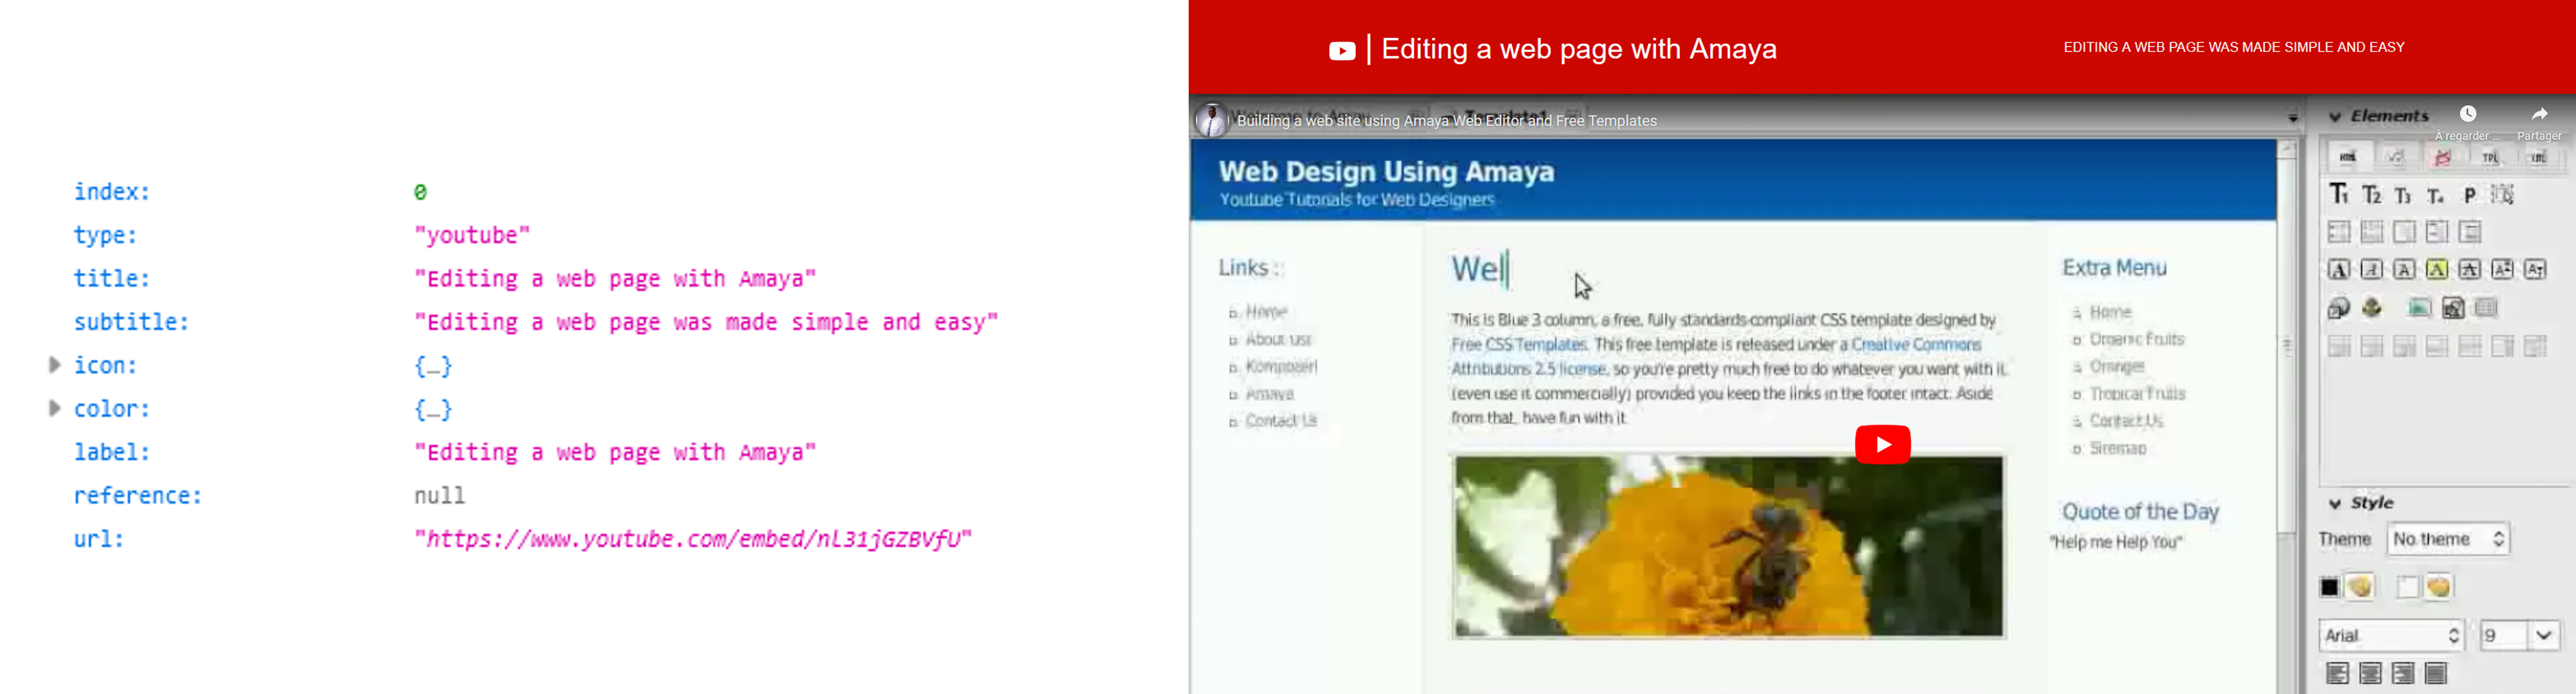 index: 0
type: "youtube"
title: "Editing a web page with Amaya"
subtitle: "Editing a web page was made simple and easy"
icon: {…}
color: {…}
label: "Editing a web page with Amaya"
reference: null
url: "https://www.youtube.com/embed/nL31jGZBVfU"
| Editing a web page with Amaya
EDITING A WEB PAGE WAS MADE SIMPLE AND EASY
Building a web site using Amaya Web Editor and Free Templates
À regarder ...
Partager
Web Design Using Amaya
Youtube Tutorials for Web Designers
Links ::
Home
About Us
Amaya
Contact Us
Wel
This is Blue 3 column, a free, fully standards-compliant CSS template designed by
Free CSS Templates. This free template is released under a Creative Commons
Attributions 2.5 license, so you're pretty much free to do whatever you want with it
(even use it commercially) provided you keep the links in the footer intact. Aside
from that, have fun with it.
Extra Menu
Home
Organic Fruits
Oranges
Tropical Fruits
Contact Us
Sitemap
Quote of the Day
"Help me Help You"
Elements
T1 T2 T3 T4 P
Style
Theme No theme
Arial 9